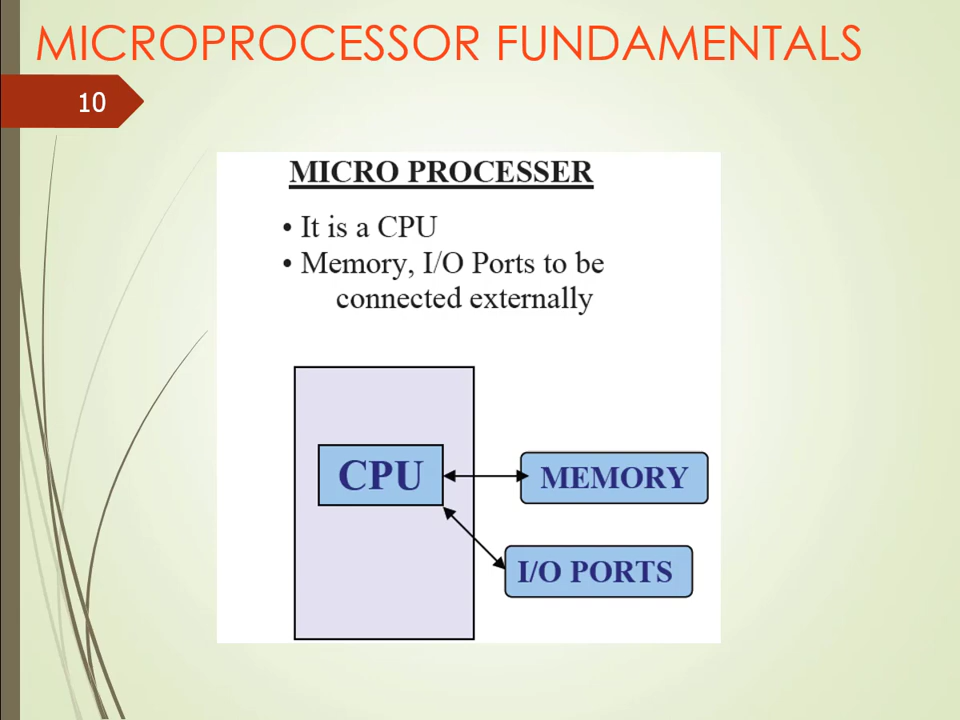 MICROPROCESSOR FUNDAMENTALS
10
MICRO PROCESSER
• It is a CPU
• Memory, I/O Ports to be
connected externally
CPU
MEMORY
I/O PORTS